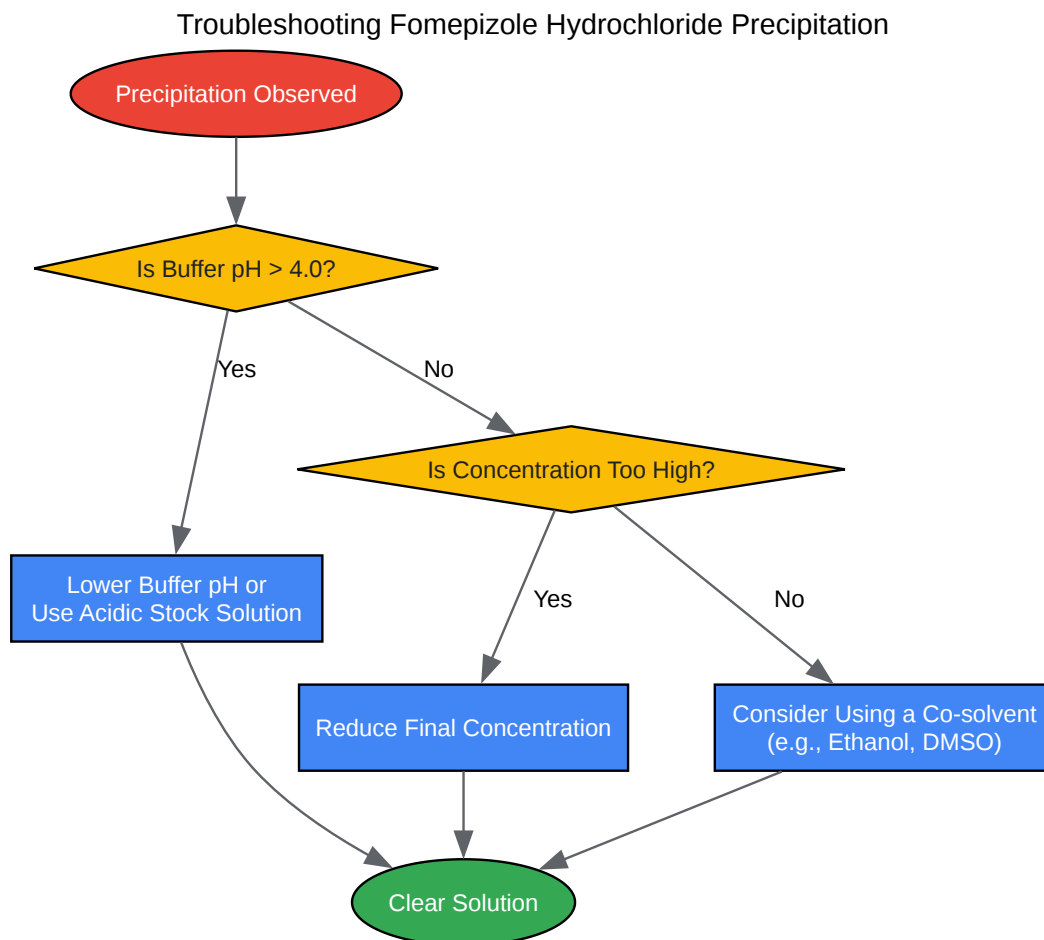 Troubleshooting Fomepizole Hydrochloride Precipitation
Precipitation Observed
Is Buffer pH > 4.0?
Yes
No
Is Concentration Too High?
Lower Buffer pH or
Use Acidic Stock Solution
Yes
No
Reduce Final Concentration
Consider Using a Co-solvent
(e.g., Ethanol, DMSO)
Clear Solution